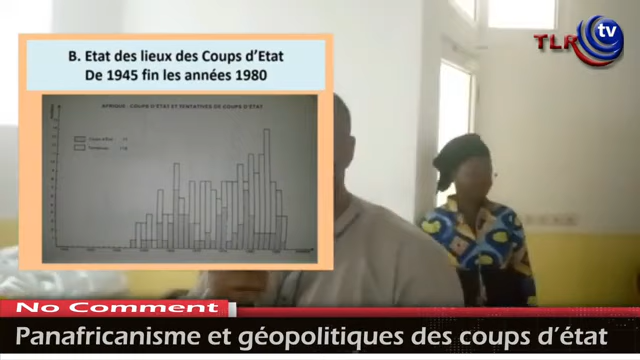 B. Etat des lieux des Coups d'Etat
De 1945 fin les années 1980
AFRIQUE : COUPS D'ÉTAT ET TENTATIVES DE COUPS D'ÉTAT
TLR tv
No Comment
Panafricanisme et géopolitiques des coups d'état